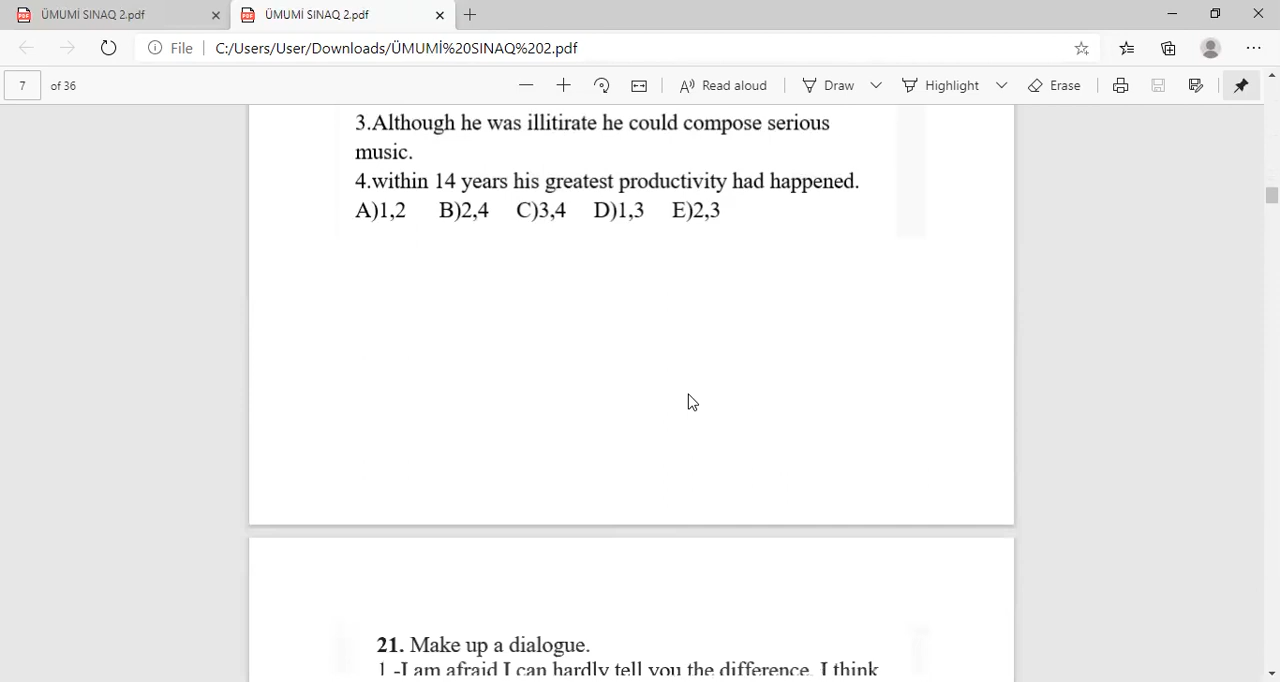 ÜMUMİ SINAQ 2.pdf
ÜMUMİ SINAQ 2.pdf
File
C:/Users/User/Downloads/ÜMUMİ%20SINAQ%202.pdf
7 of 36
Read aloud
Draw
Highlight
Erase
3.Although he was illitirate he could compose serious
music.
4.within 14 years his greatest productivity had happened.
A)1,2 B)2,4 C)3,4 D)1,3 E)2,3
21. Make up a dialogue.
1 -I am afraid I can hardly tell you the difference. I think